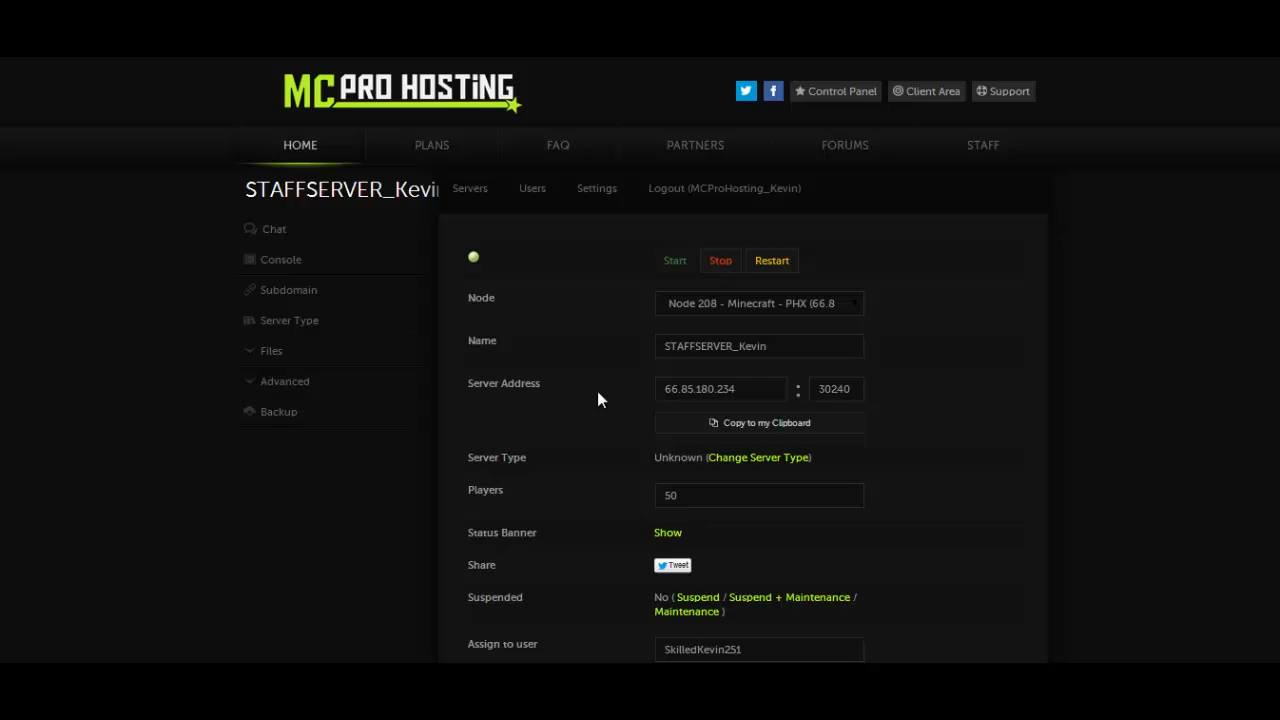 MC PRO HOSTING
Control Panel
Client Area
Support
HOME
PLANS
FAQ
PARTNERS
FORUMS
STAFF
STAFFSERVER_Kevi
Servers
Users
Settings
Logout (MCProHosting_Kevin)
Chat
Console
Subdomain
Server Type
Files
Advanced
Backup
Start
Stop
Restart
Node
Node 208 - Minecraft - PHX (66.8
Name
STAFFSERVER_Kevin
Server Address
66.85.180.234 : 30240
Copy to my Clipboard
Server Type
Unknown (Change Server Type)
Players
50
Status Banner
Show
Share
Tweet
Suspended
No ( Suspend / Suspend + Maintenance /
Maintenance )
Assign to user
SkilledKevin251